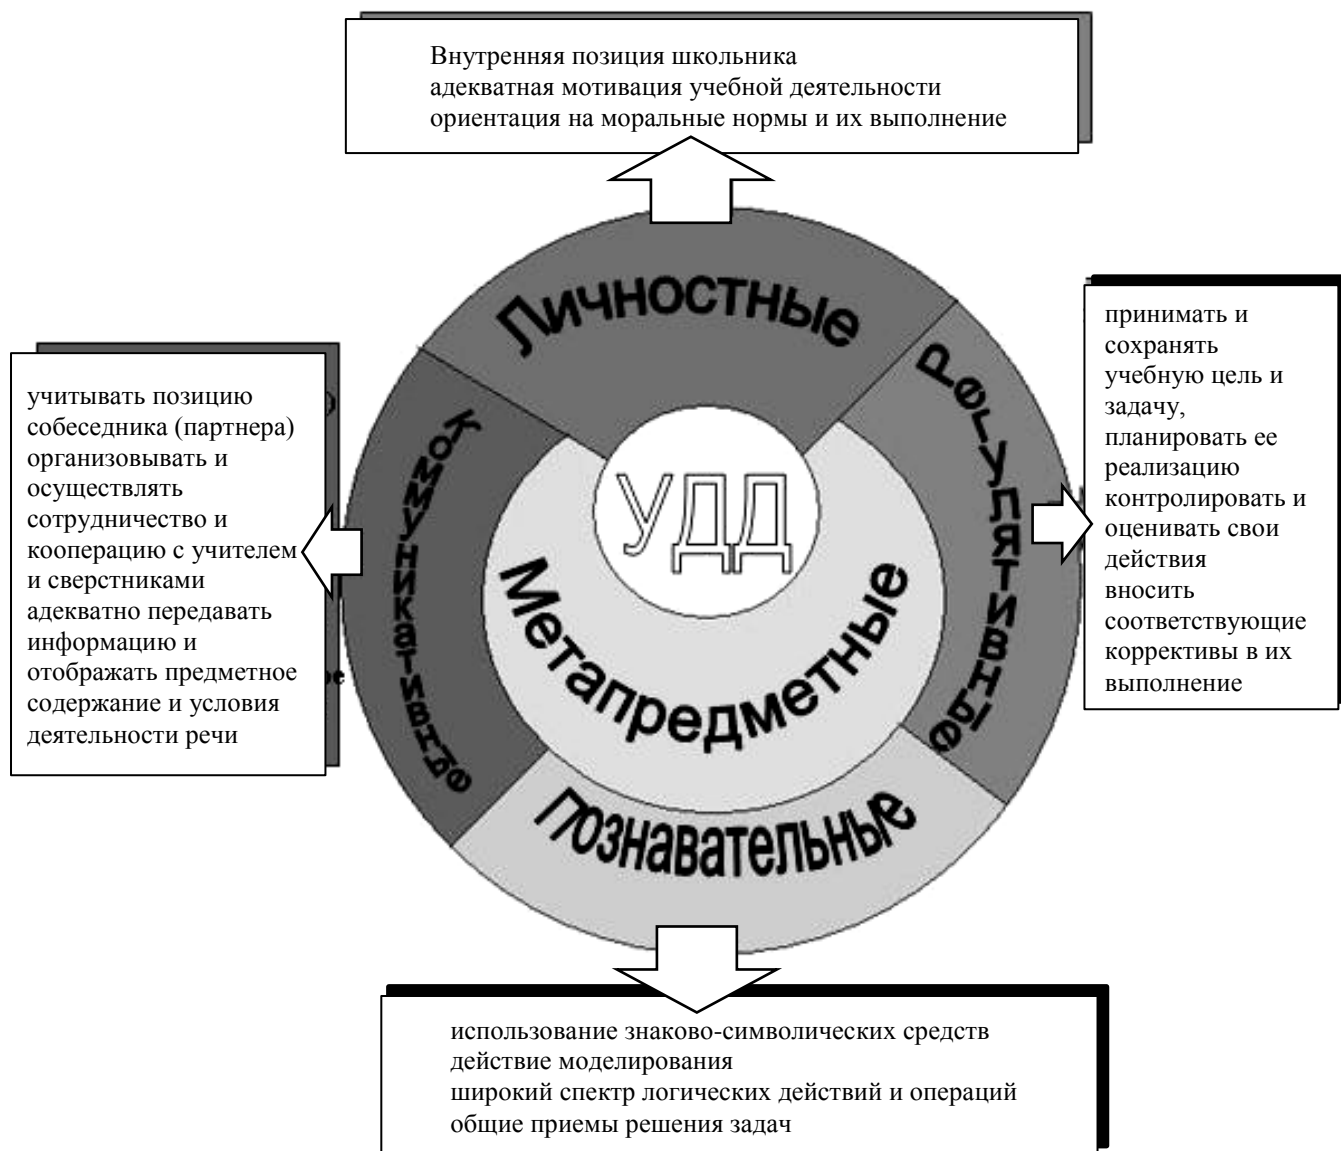 Внутренняя позиция школьника
адекватная мотивация учебной деятельности
ориентация на моральные нормы и их выполнение
Личностные
учитывать позицию
собеседника (партнера)
организовывать и
осуществлять
сотрудничество и
кооперацию с учителем
и сверстниками
адекватно передавать
информацию и
отображать предметное
содержание и условия
деятельности речи
Коммуникативные
УДД
Метапредметные
Регулятивные
принимать и
сохранять
учебную цель и
задачу,
планировать ее
реализацию
контролировать и
оценивать свои
действия
вносить
соответствующие
коррективы в их
выполнение
Познавательные
использование знаково-символических средств
действие моделирования
широкий спектр логических действий и операций
общие приемы решения задач